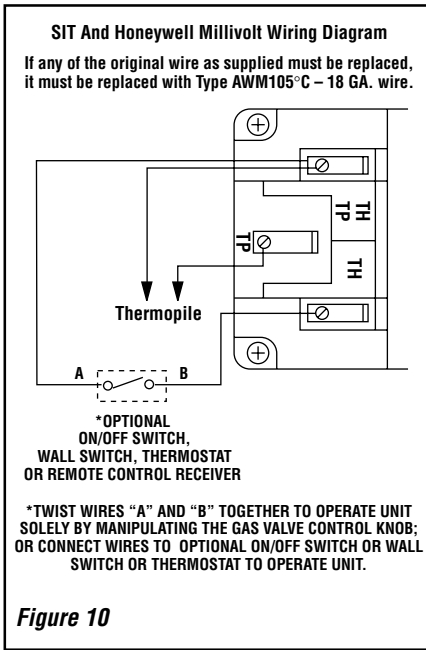 SIT And Honeywell Millivolt Wiring Diagram
If any of the original wire as supplied must be replaced,
it must be replaced with Type AWM105°C – 18 GA. wire.
TH
TP
TP
TH
Thermopile
A
B
*OPTIONAL
ON/OFF SWITCH,
WALL SWITCH, THERMOSTAT
OR REMOTE CONTROL RECEIVER
*TWIST WIRES “A” AND “B” TOGETHER TO OPERATE UNIT
SOLELY BY MANIPULATING THE GAS VALVE CONTROL KNOB;
OR CONNECT WIRES TO OPTIONAL ON/OFF SWITCH OR WALL
SWITCH OR THERMOSTAT TO OPERATE UNIT.
Figure 10